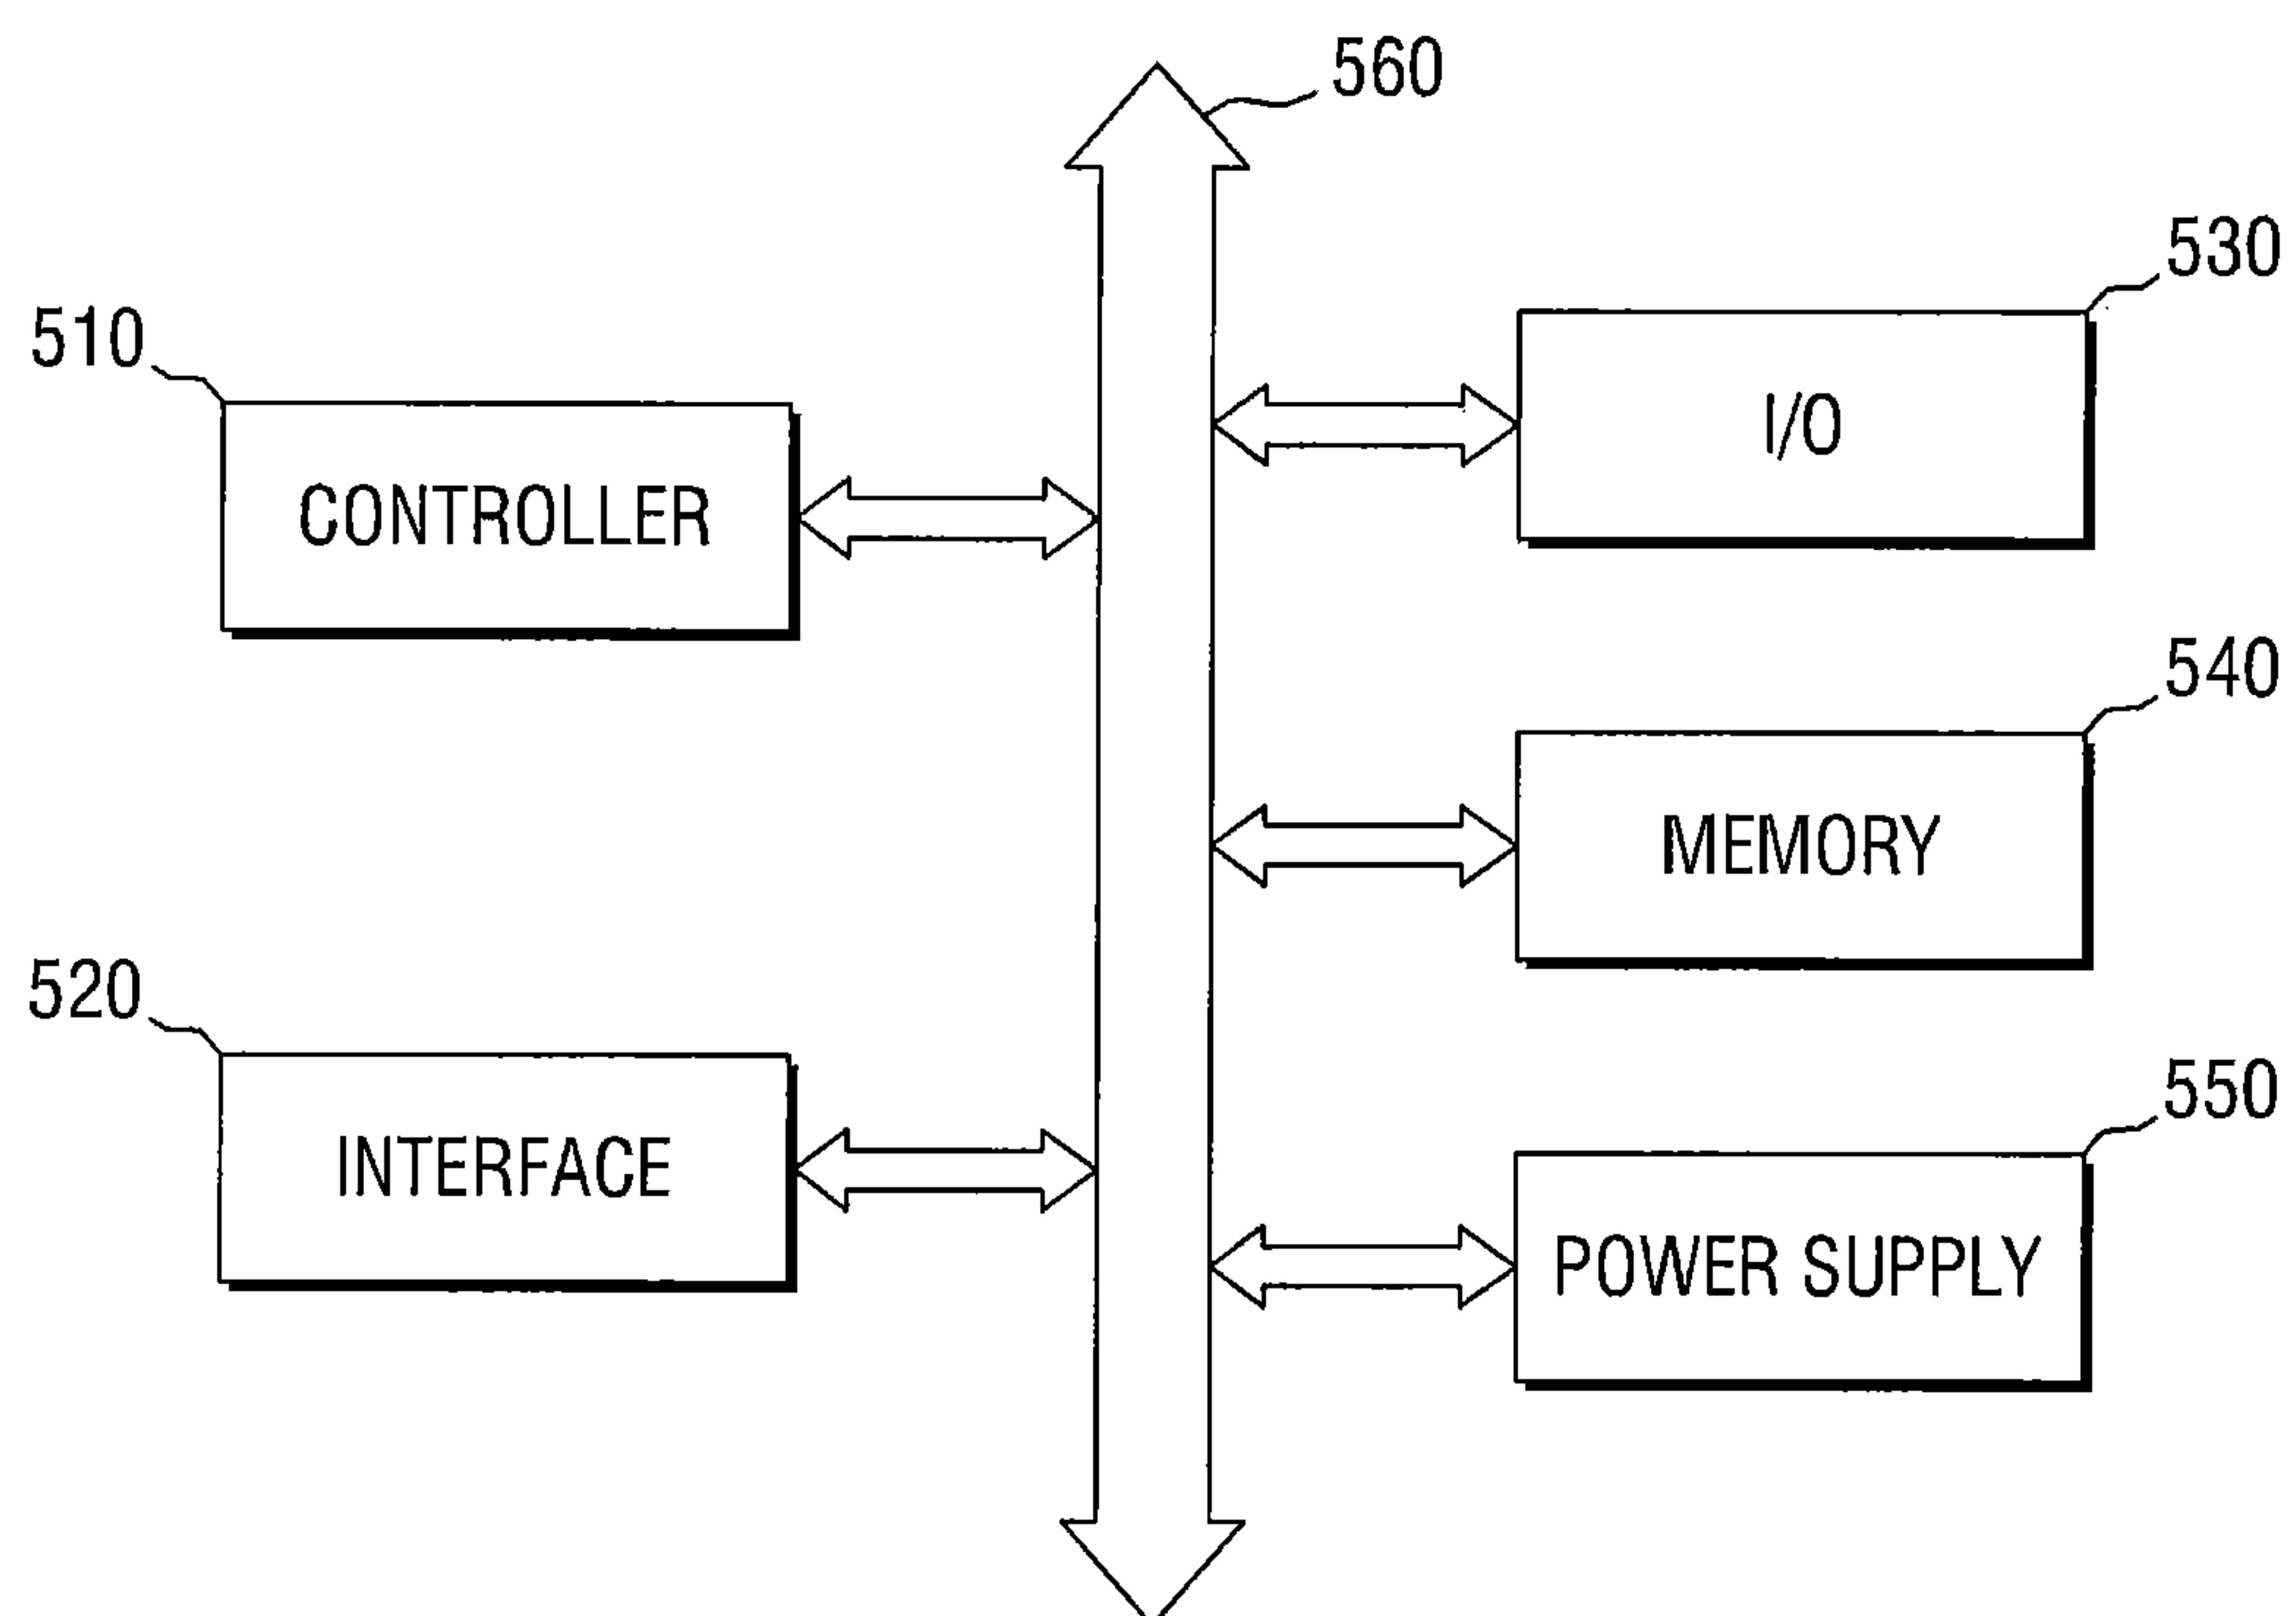 560
530
510
I/O
CONTROLLER
540
MEMORY
520
550
INTERFACE
POWER SUPPLY